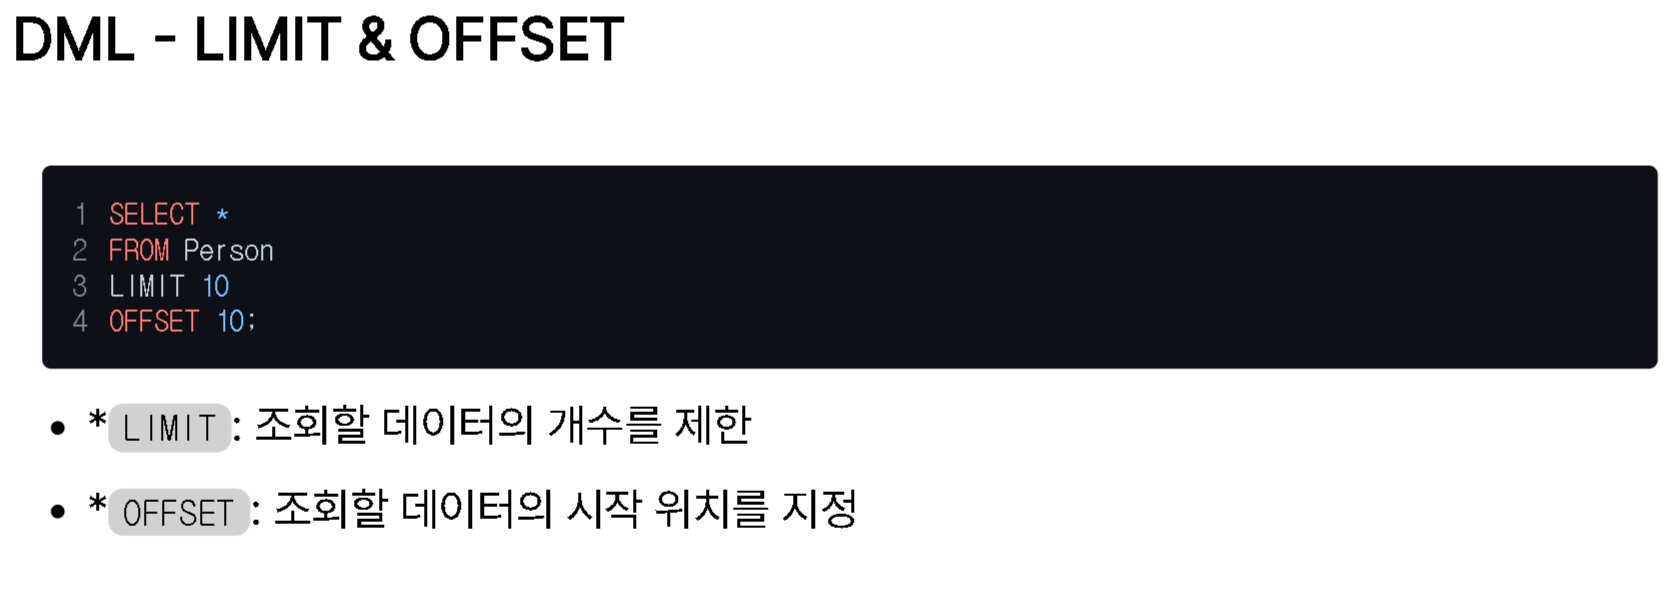 DML - LIMIT & OFFSET
1 SELECT *
2 FROM Person
3 LIMIT 10
4 OFFSET 10;
• *LIMIT: 조회할 데이터의 개수를 제한
• *OFFSET: 조회할 데이터의 시작 위치를 지정